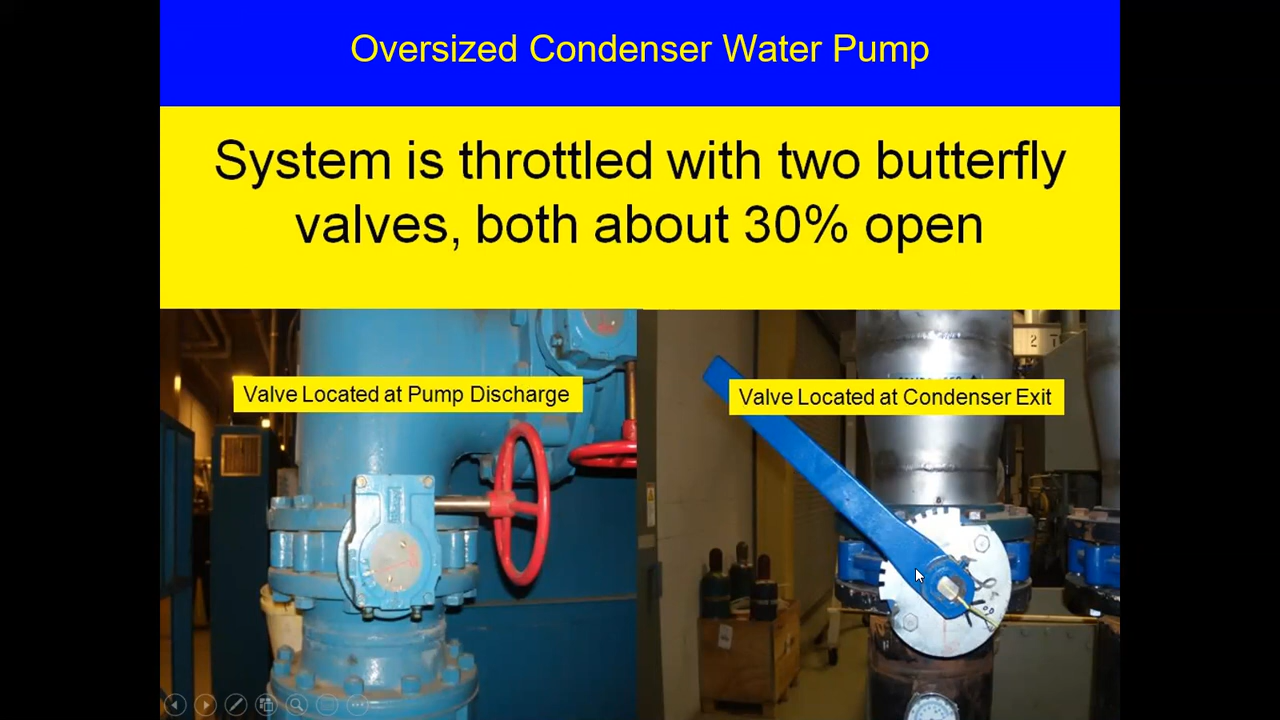 Oversized Condenser Water Pump
System is throttled with two butterfly
valves, both about 30% open
Valve Located at Pump Discharge
Valve Located at Condenser Exit
2